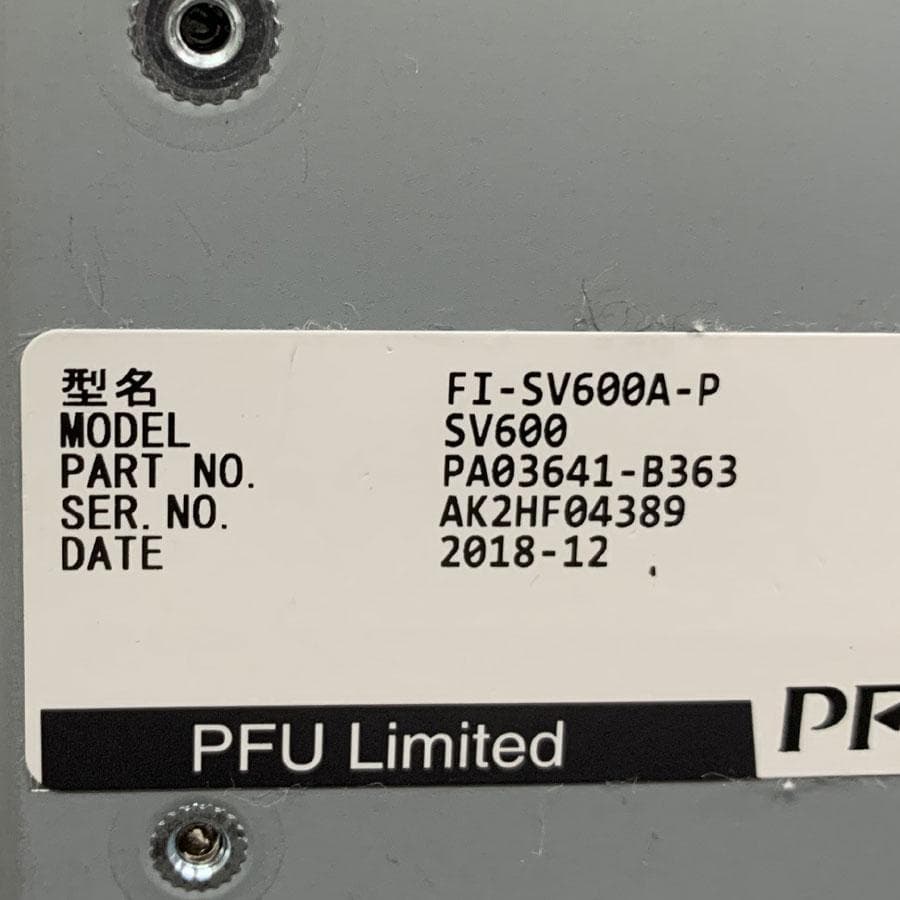 型名 FI-SV600A-P
MODEL SV600
PART NO. PA03641-B363
SER. NO. AK2HF04389
DATE 2018-12
PFU Limited